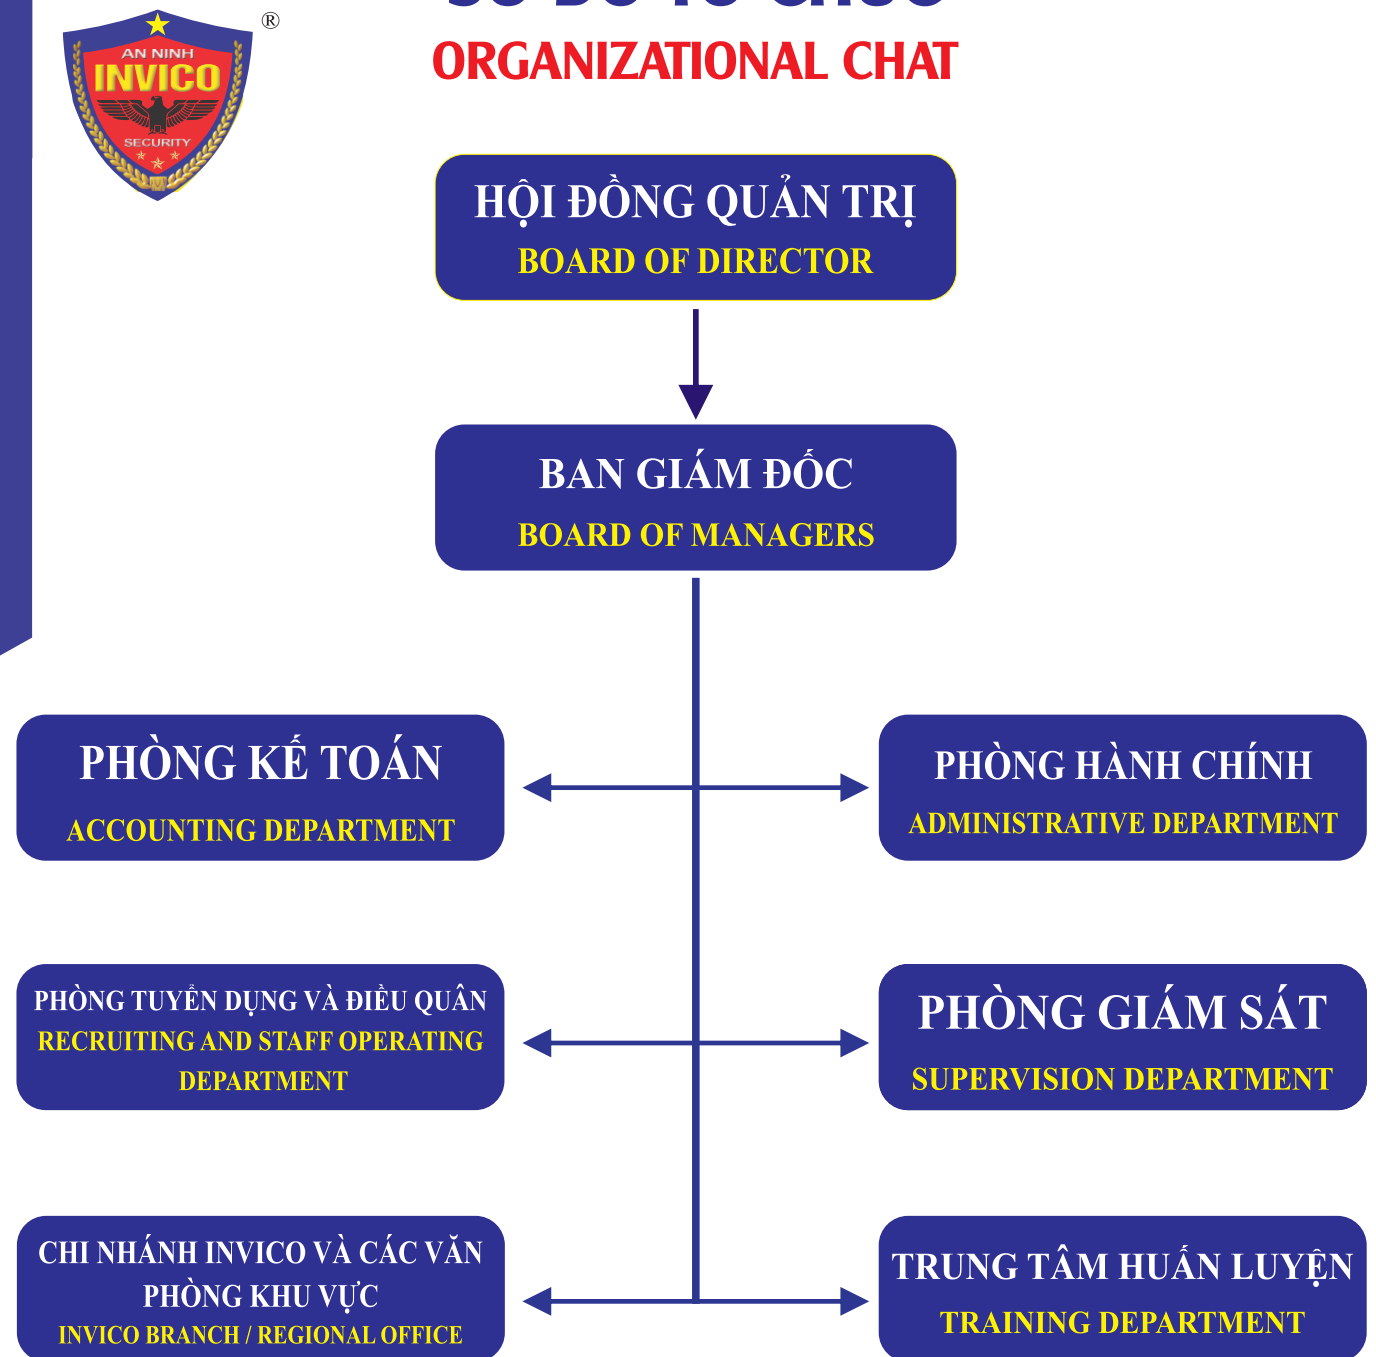 ®
AN NINH
INVICO
SECURITY
ORGANIZATIONAL CHAT
HỘI ĐỒNG QUẢN TRỊ
BOARD OF DIRECTOR
BAN GIÁM ĐỐC
BOARD OF MANAGERS
PHÒNG KẾ TOÁN
ACCOUNTING DEPARTMENT
PHÒNG HÀNH CHÍNH
ADMINISTRATIVE DEPARTMENT
PHÒNG TUYỂN DỤNG VÀ ĐIỀU QUÂN
RECRUITING AND STAFF OPERATING
DEPARTMENT
PHÒNG GIÁM SÁT
SUPERVISION DEPARTMENT
CHI NHÁNH INVICO VÀ CÁC VĂN
PHÒNG KHU VỰC
INVICO BRANCH / REGIONAL OFFICE
TRUNG TÂM HUẤN LUYỆN
TRAINING DEPARTMENT